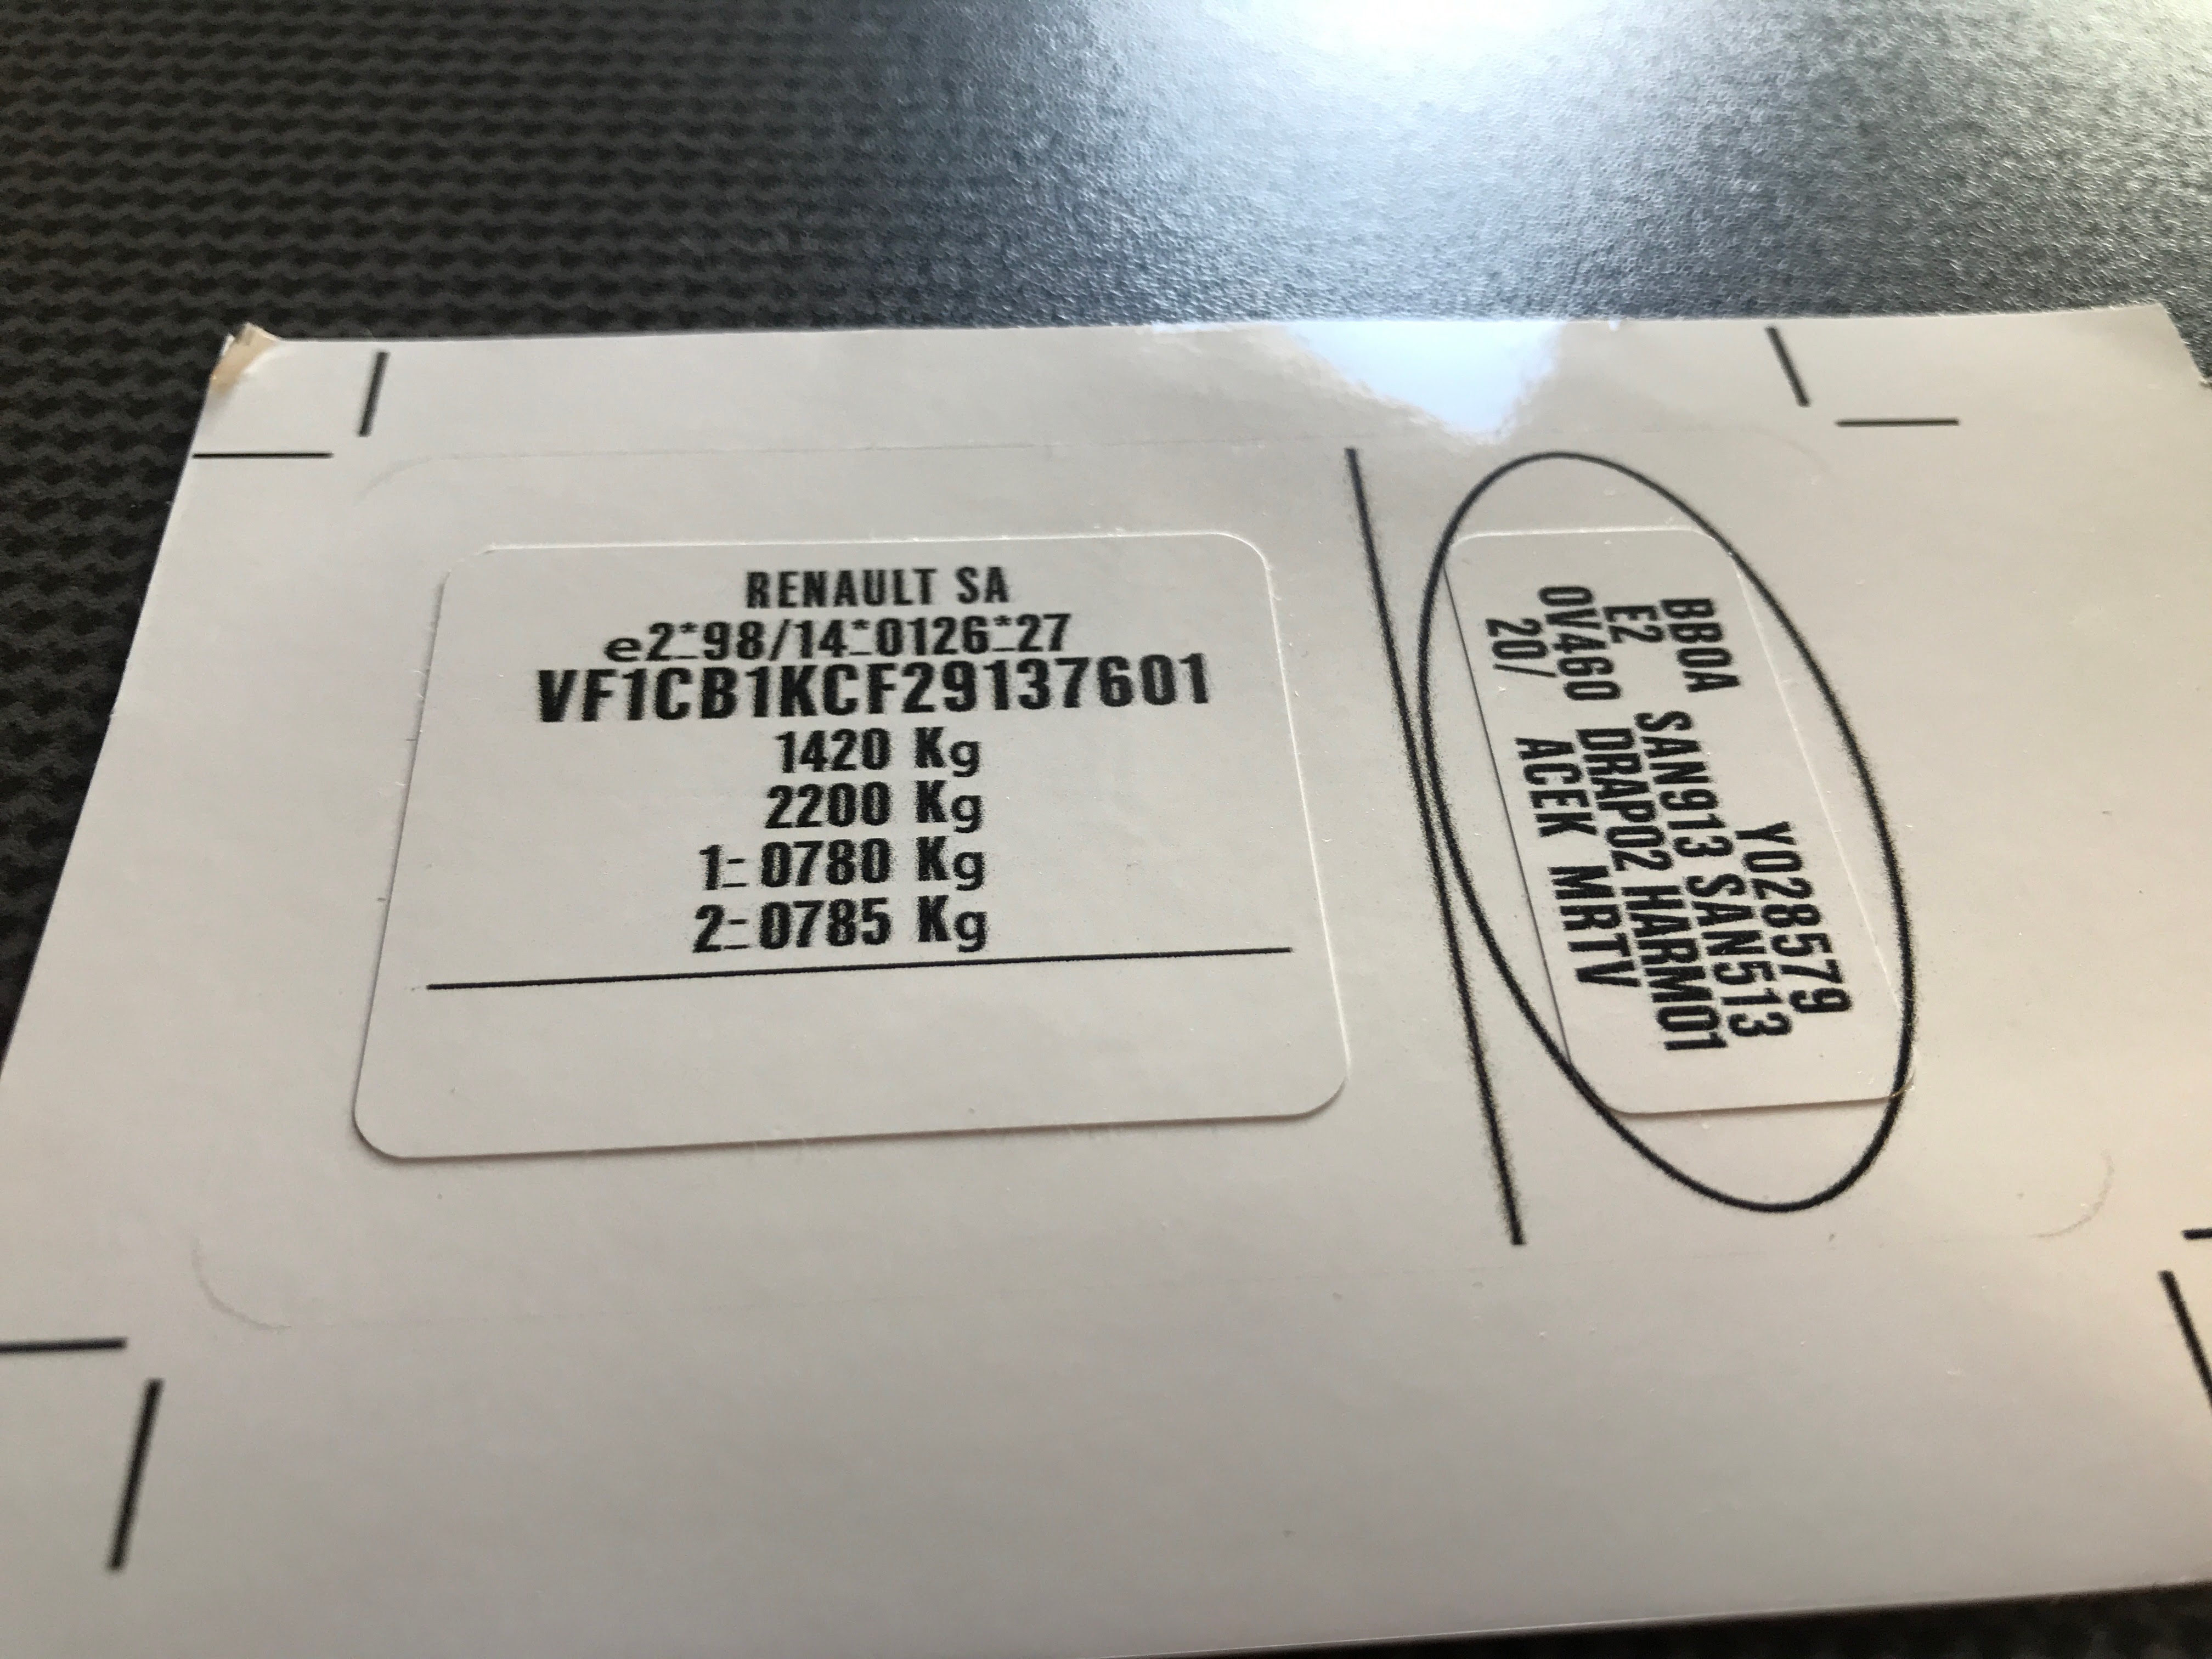 RENAULT SA
e2*98/14*0126*27
VF1CB1KCF29137601
1420 Kg
2200 Kg
1-0780 Kg
2-0785 Kg
Y028579
BB0A SAN913 SAN513
E2 DRAP02 HARM01
0V460 ACEK MRTV
20/